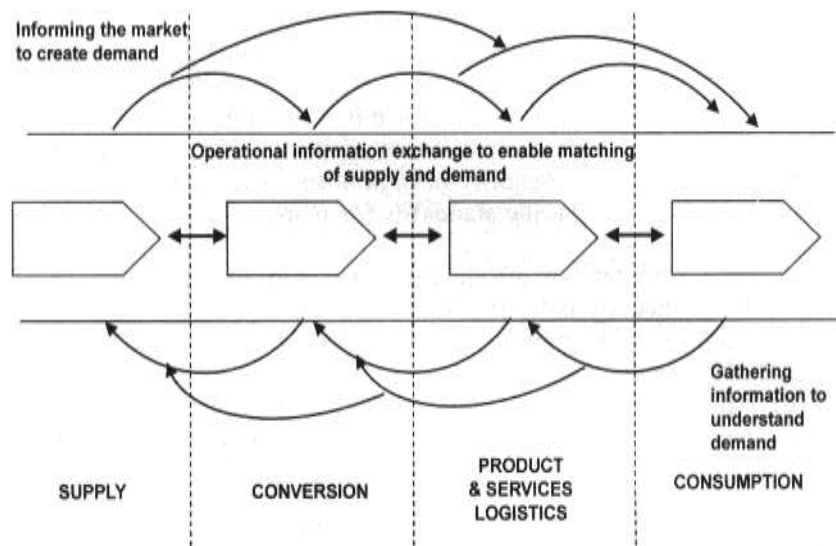 Informing the market
to create demand
Operational information exchange to enable matching
of supply and demand
Gathering
information to
understand
demand
SUPPLY
CONVERSION
PRODUCT
& SERVICES
LOGISTICS
CONSUMPTION